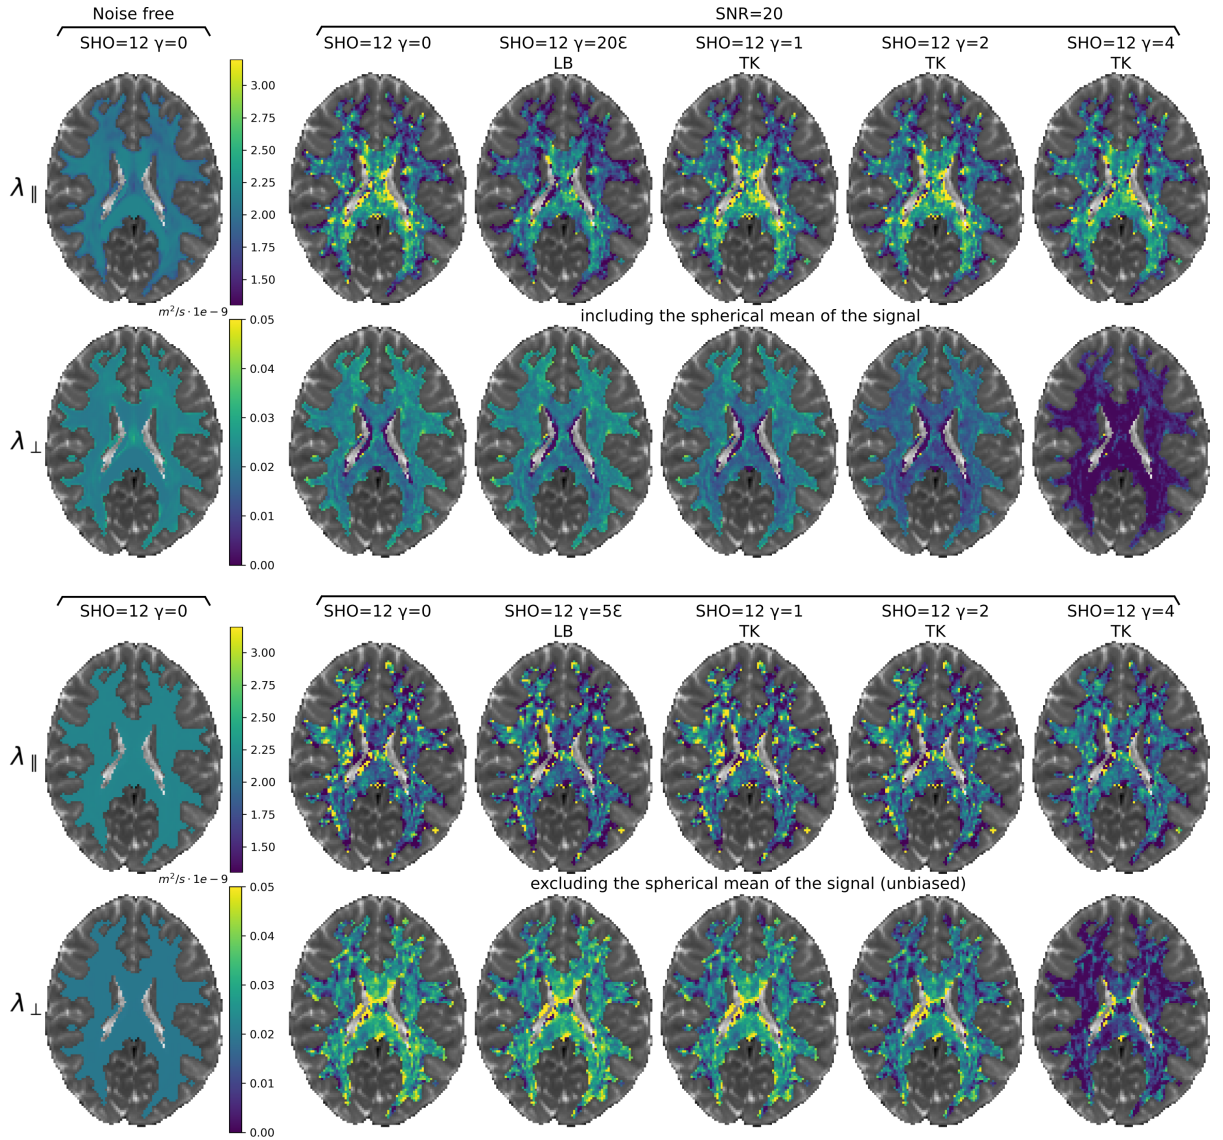 Noise free SNR=20
SHO=12 γ=0 SHO=12 γ=0 SHO=12 γ=20Ɛ SHO=12 γ=1 SHO=12 γ=2 SHO=12 γ=4
LB TK TK TK
3.00
2.75
2.50
2.25
λ∥
2.00
1.75
1.50
m²/s · 1e − 9
including the spherical mean of the signal
0.05
0.04
0.03
λ⊥
0.02
0.01
0.00
SHO=12 γ=0 SHO=12 γ=0 SHO=12 γ=5Ɛ SHO=12 γ=1 SHO=12 γ=2 SHO=12 γ=4
LB TK TK TK
3.00
2.75
2.50
2.25
λ∥
2.00
1.75
1.50
m²/s · 1e − 9
excluding the spherical mean of the signal (unbiased)
0.05
0.04
0.03
λ⊥
0.02
0.01
0.00